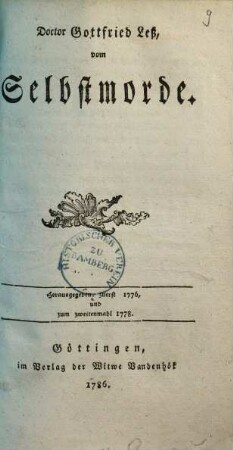 9
Doctor Gottfried Leß,
vom
Selbstmorde.
HISTORISCHER VEREIN
ZU
BAMBERG
Herausgegeben zuerst 1776,
und
zum zweitenmahl 1778.
Göttingen,
im Verlag der Witwe Vandenhök
1786.